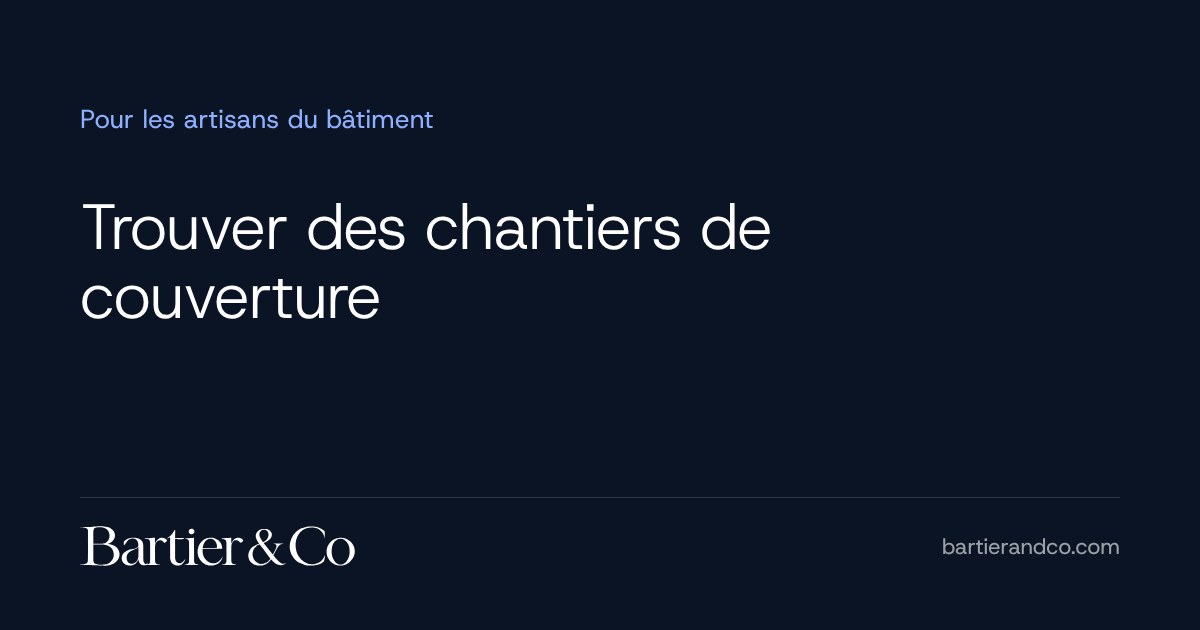 Pour les artisans du bâtiment
Trouver des chantiers de
couverture
Bartier & Co
bartierandco.com